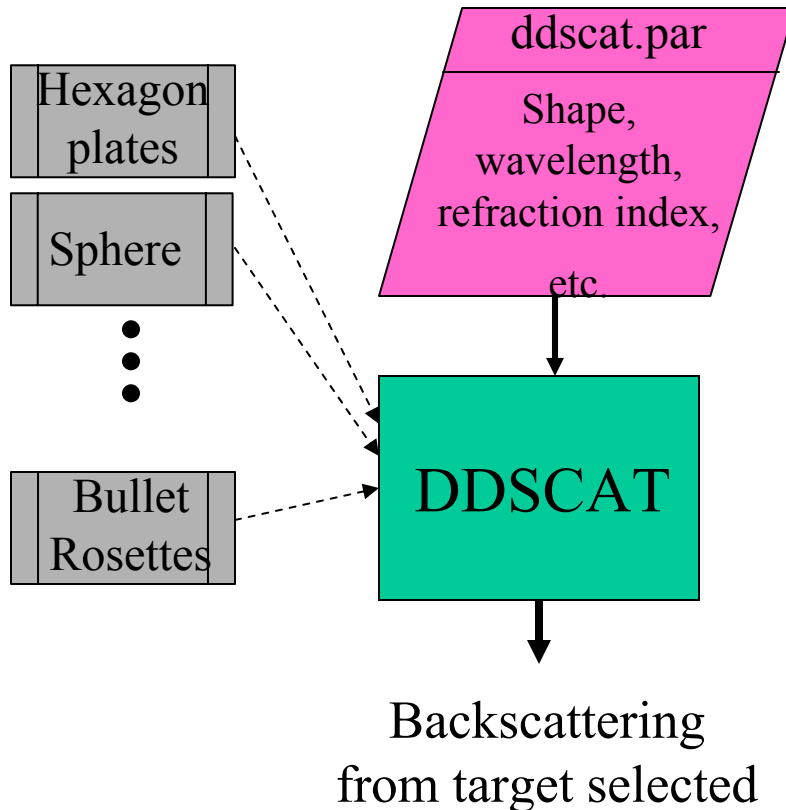 ddscat.par
Shape,
wavelength,
refraction index,
etc.
Hexagon
plates
Sphere
Bullet
Rosettes
DDSCAT
Backscattering
from target selected